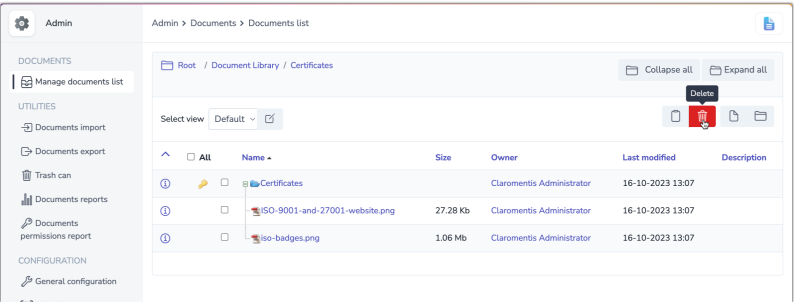 Admin
Admin > Documents > Documents list
DOCUMENTS
Manage documents list
UTILITIES
Documents import
Documents export
Trash can
Documents reports
Documents
permissions report
CONFIGURATION
General configuration
Root / Document Library / Certificates
Collapse all
Expand all
Delete
Select view Default
All Name Size Owner Last modified Description
Certificates Claromentis Administrator 16-10-2023 13:07
ISO-9001-and-27001-website.png 27.28 Kb Claromentis Administrator 16-10-2023 13:07
iso-badges.png 1.06 Mb Claromentis Administrator 16-10-2023 13:07